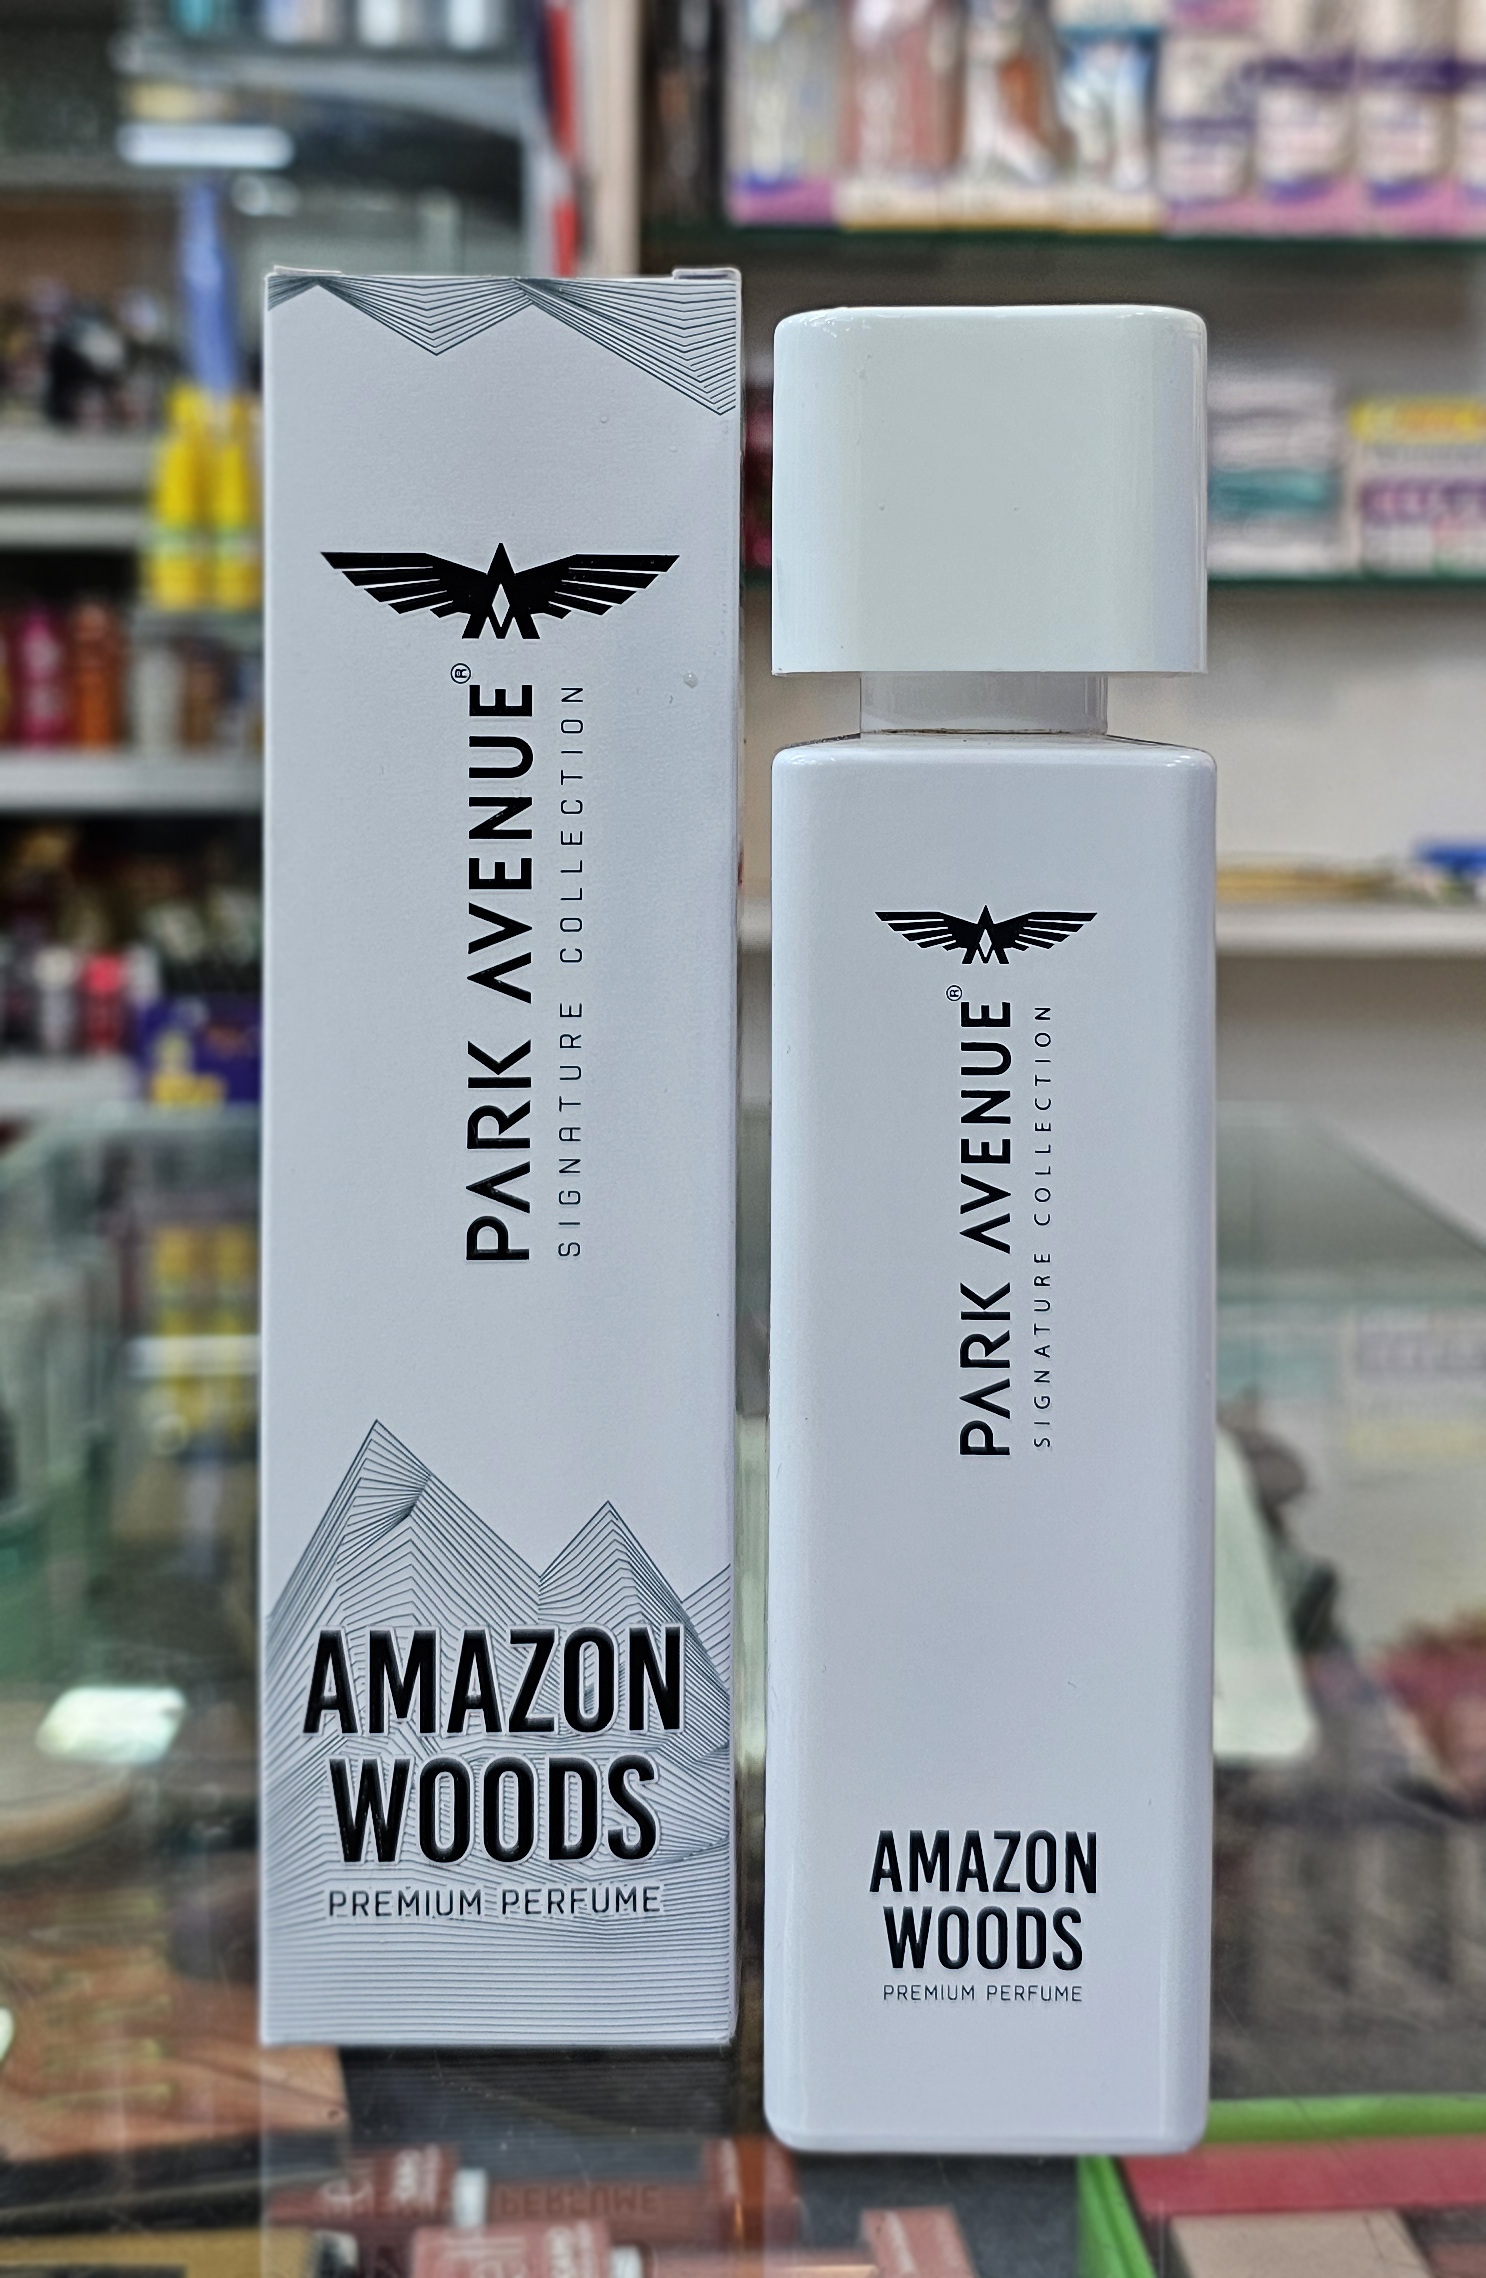 PARK AVENUE®
SIGNATURE COLLECTION
AMAZON
WOODS
PREMIUM PERFUME
PARK AVENUE®
SIGNATURE COLLECTION
AMAZON
WOODS
PREMIUM PERFUME